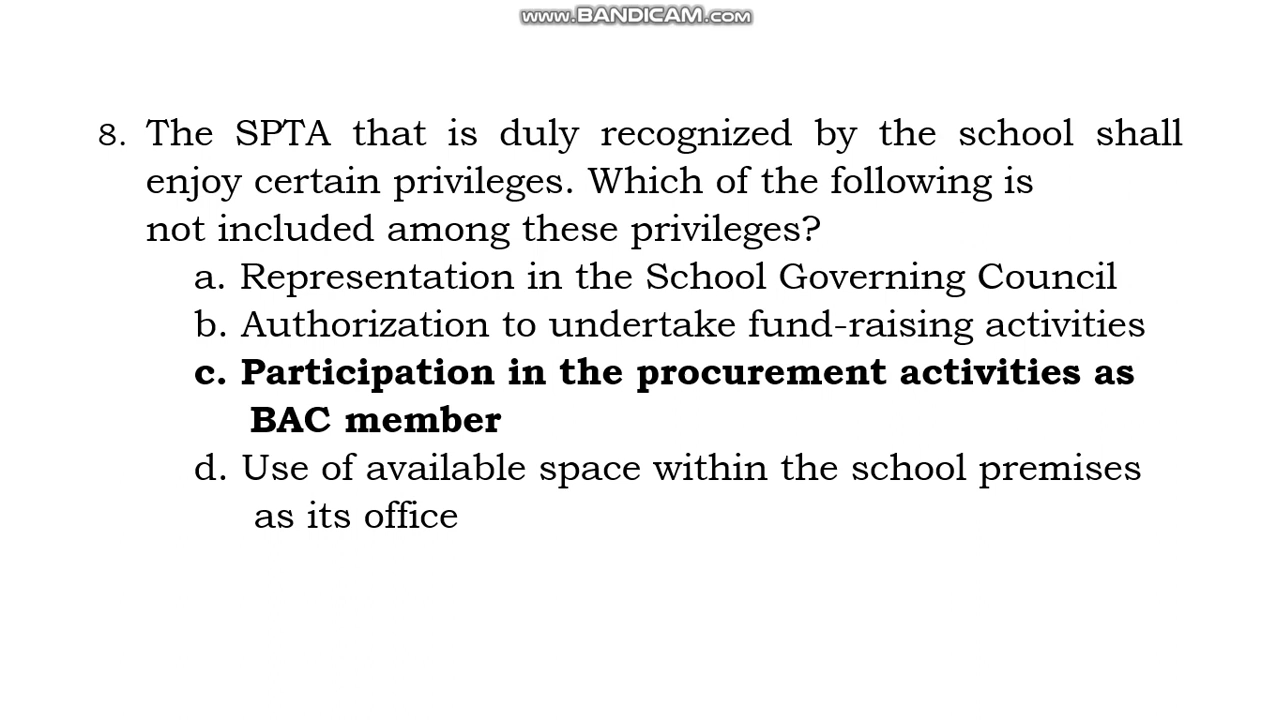 www.BANDICAM.com
8. The SPTA that is duly recognized by the school shall
enjoy certain privileges. Which of the following is
not included among these privileges?
a. Representation in the School Governing Council
b. Authorization to undertake fund-raising activities
c. Participation in the procurement activities as
BAC member
d. Use of available space within the school premises
as its office